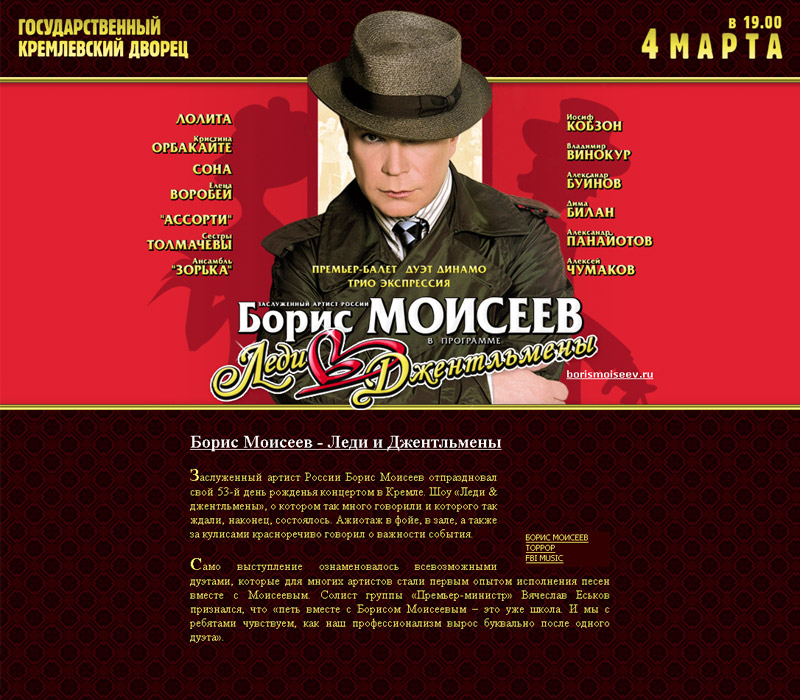 ГОСУДАРСТВЕННЫЙ
КРЕМЛЕВСКИЙ ДВОРЕЦ
в 19.00
4 МАРТА
ЛОЛИТА
Кристина
ОРБАКАЙТЕ
СОНА
Елена
ВОРОБЕЙ
"АССОРТИ"
Сестры
ТОЛМАЧЕВЫ
Ансамбль
"ЗОРЬКА"
Иосиф
КОБЗОН
Владимир
ВИНОКУР
Александр
БУЙНОВ
Дима
БИЛАН
Александр
ПАНАЙОТОВ
Алексей
ЧУМАКОВ
ПРЕМЬЕР-БАЛЕТ ДУЭТ ДИНАМО
ТРИО ЭКСПРЕССИЯ
ЗАСЛУЖЕННЫЙ АРТИСТ РОССИИ
Борис МОИСЕЕВ
В ПРОГРАММЕ
Леди Джентльмены
borismoiseev.ru
Борис Моисеев - Леди и Джентльмены
Заслуженный артист России Борис Моисеев отпраздновал
свой 53-й день рожденья концертом в Кремле. Шоу «Леди &
джентльмены», о котором так много говорили и которого так
ждали, наконец, состоялось. Ажиотаж в фойе, в зале, а также
за кулисами красноречиво говорил о важности события.
БОРИС МОИСЕЕВ
ТОРРОР
FBI MUSIC
Само выступление ознаменовалось всевозможными
дуэтами, которые для многих артистов стали первым опытом исполнения песен
вместе с Моисеевым. Солист группы «Премьер-министр» Вячеслав Еськов
признался, что «петь вместе с Борисом Моисеевым – это уже школа. И мы с
ребятами чувствуем, как наш профессионализм вырос буквально после одного
дуэта».